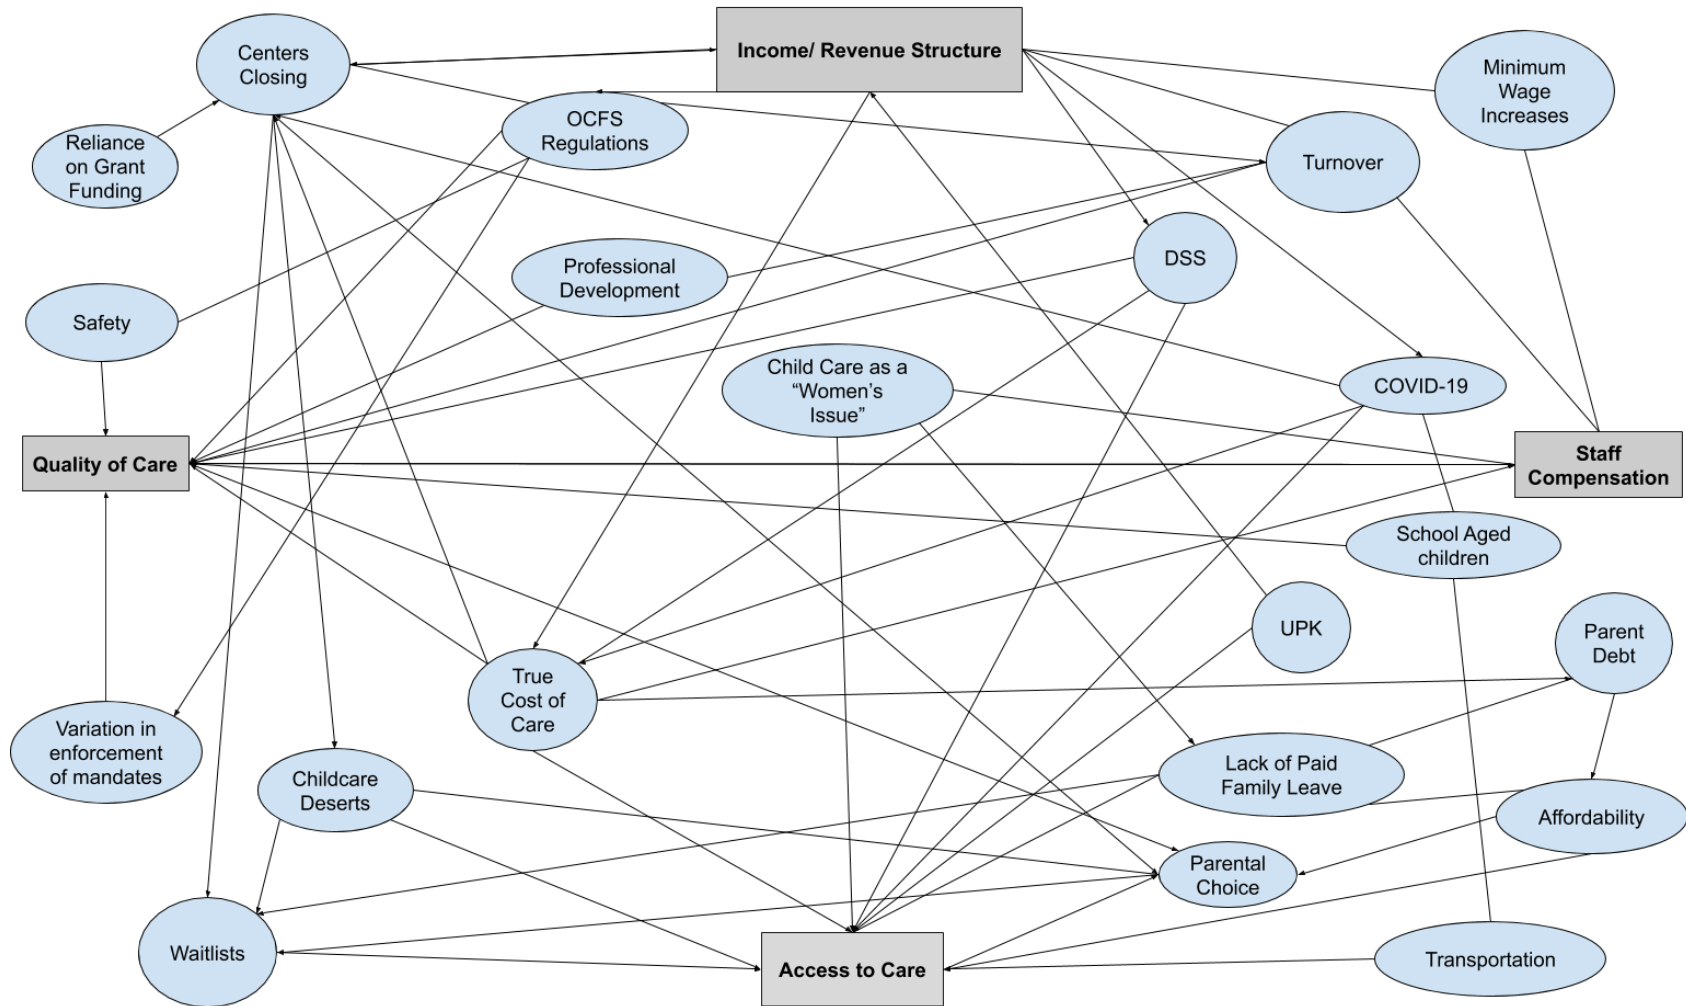 Centers
Closing
Income/ Revenue Structure
Minimum
Wage
Increases
Reliance
on Grant
Funding
OCFS
Regulations
Turnover
Professional
Development
DSS
Safety
Child Care as a
“Women’s
Issue”
COVID-19
Quality of Care
Staff
Compensation
School Aged
children
UPK
Parent
Debt
True
Cost of
Care
Variation in
enforcement
of mandates
Childcare
Deserts
Lack of Paid
Family Leave
Affordability
Parental
Choice
Waitlists
Access to Care
Transportation